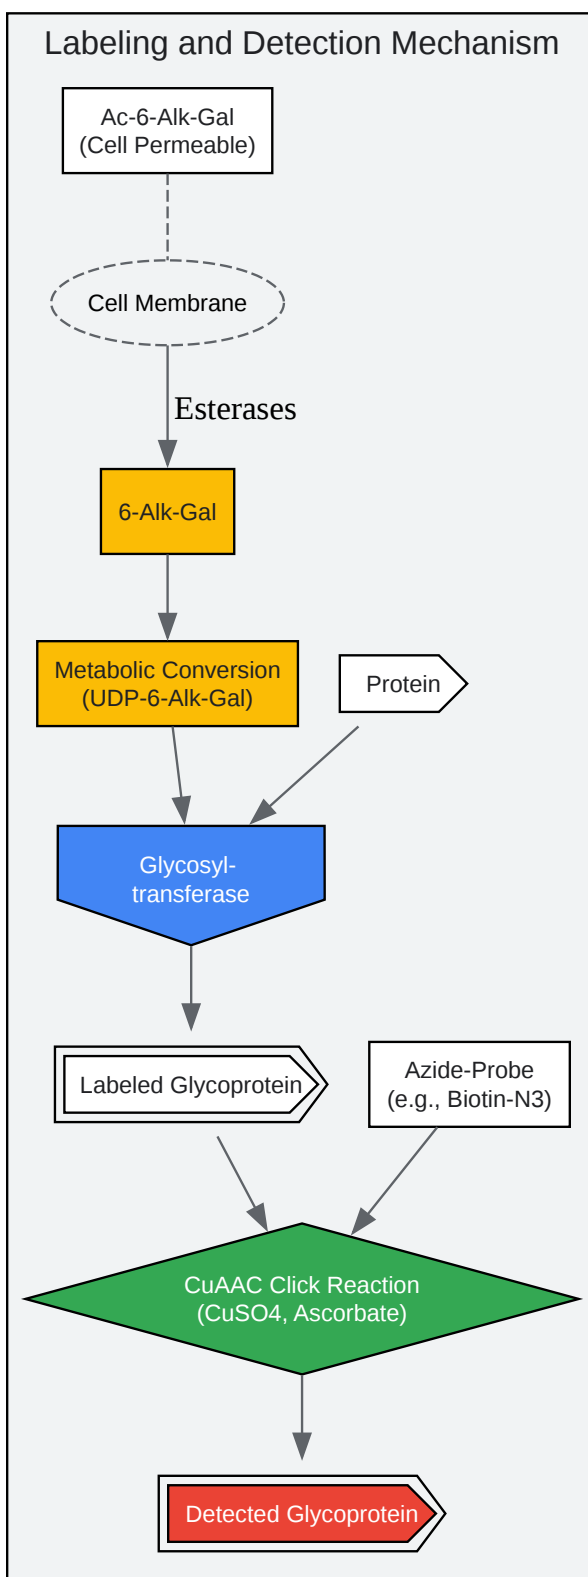 Labeling and Detection Mechanism
Ac-6-Alk-Gal
(Cell Permeable)
Cell Membrane
Esterases
6-Alk-Gal
Metabolic Conversion
(UDP-6-Alk-Gal)
Protein
Glycosyl-
transferase
Labeled Glycoprotein
Azide-Probe
(e.g., Biotin-N3)
CuAAC Click Reaction
(CuSO4, Ascorbate)
Detected Glycoprotein